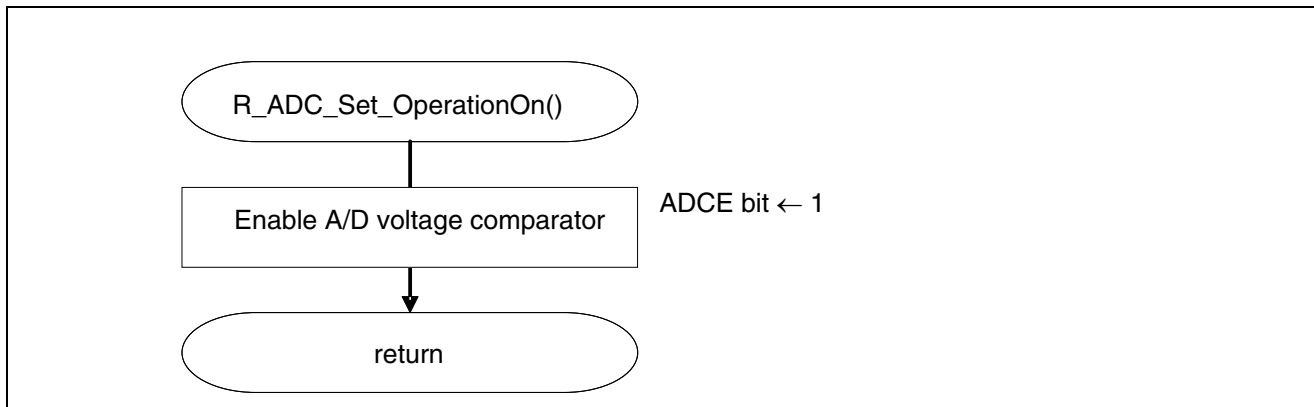 R_ADC_Set_OperationOn()
Enable A/D voltage comparator
ADCE bit ← 1
return